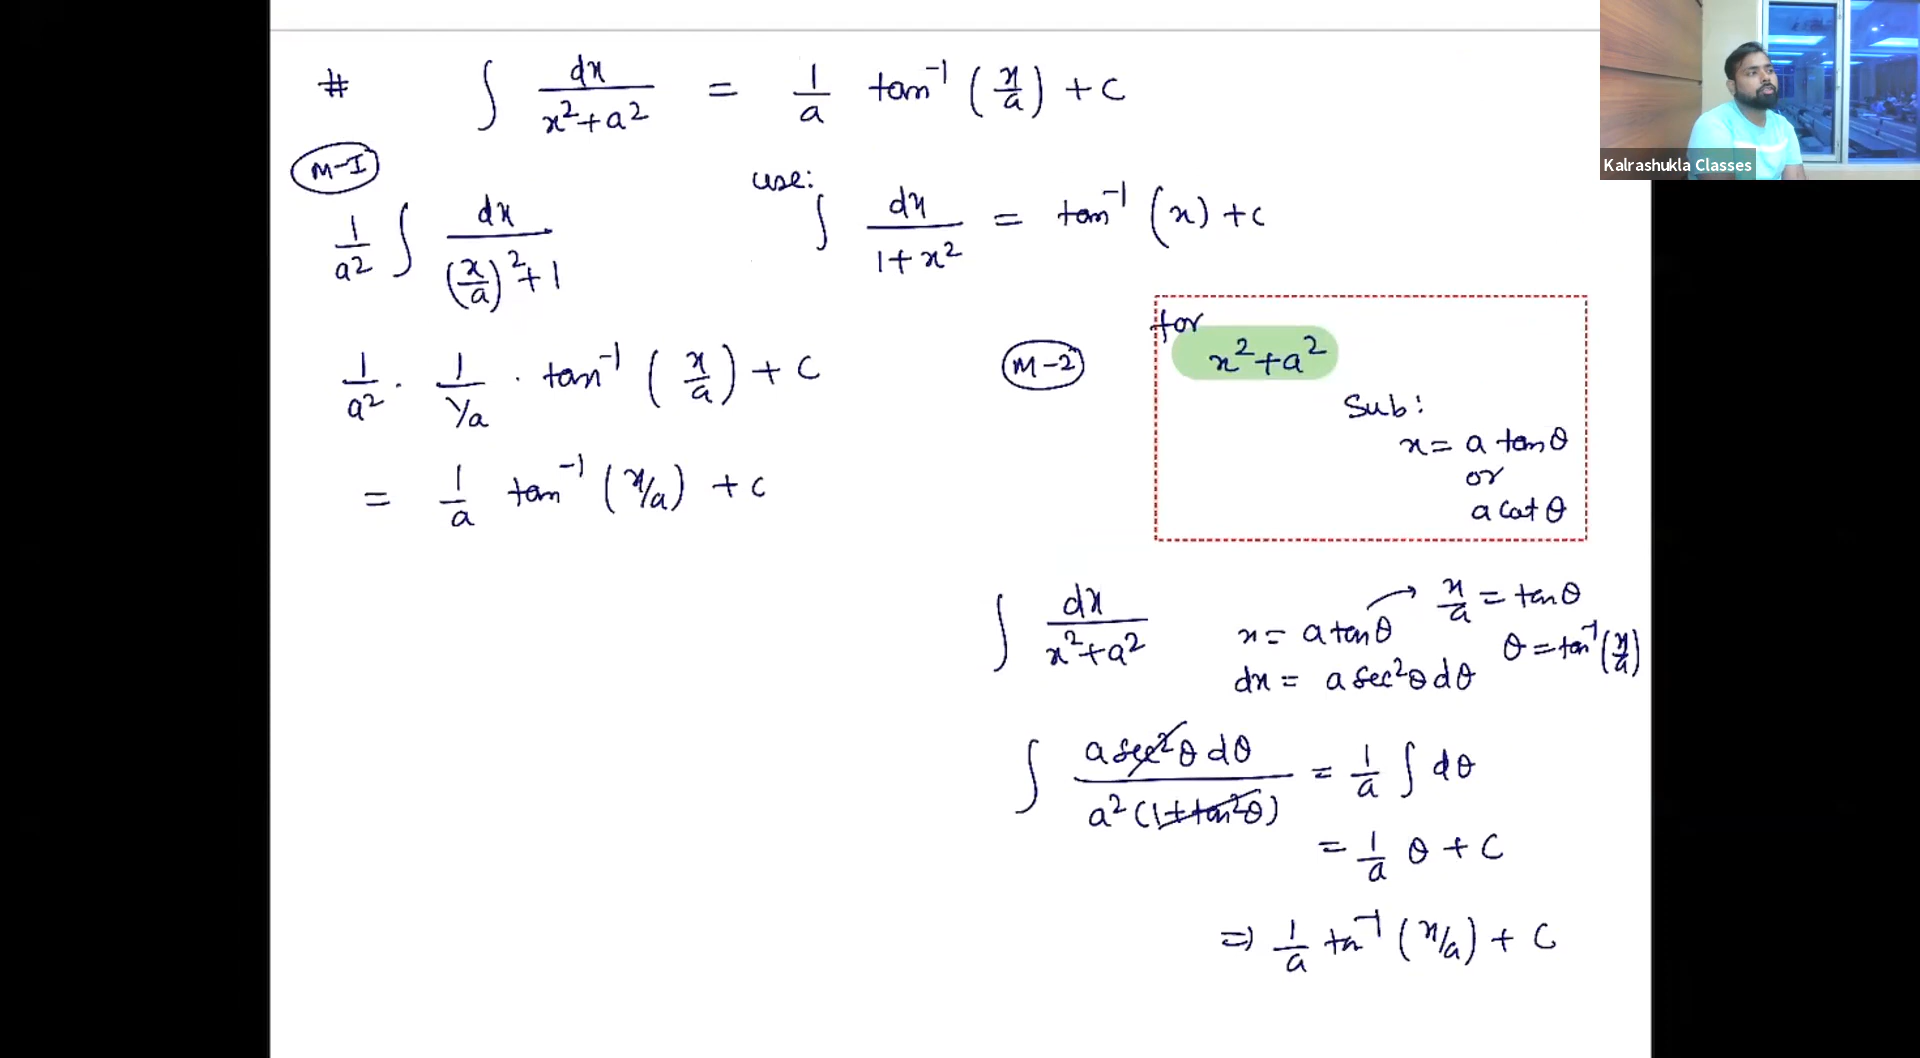 # ∫ dx/(x²+a²) = 1/a tan⁻¹(x/a) + C
M-I
1/a² ∫ dx/((x/a)²+1)
1/a² · 1/(1/a) · tan⁻¹(x/a) + C
= 1/a tan⁻¹(x/a) + C
use:
∫ dx/(1+x²) = tan⁻¹(x) + C
M-2
for
x²+a²
Sub:
x = a tanθ
or
a cotθ
∫ dx/(x²+a²)
x = a tanθ → x/a = tanθ
θ = tan⁻¹(x/a)
dx = a sec²θ dθ
∫ a sec²θ dθ/(a²(1+tan²θ)) = 1/a ∫ dθ
= 1/a θ + C
⇒ 1/a tan⁻¹(x/a) + C
Kalrashukla Classes